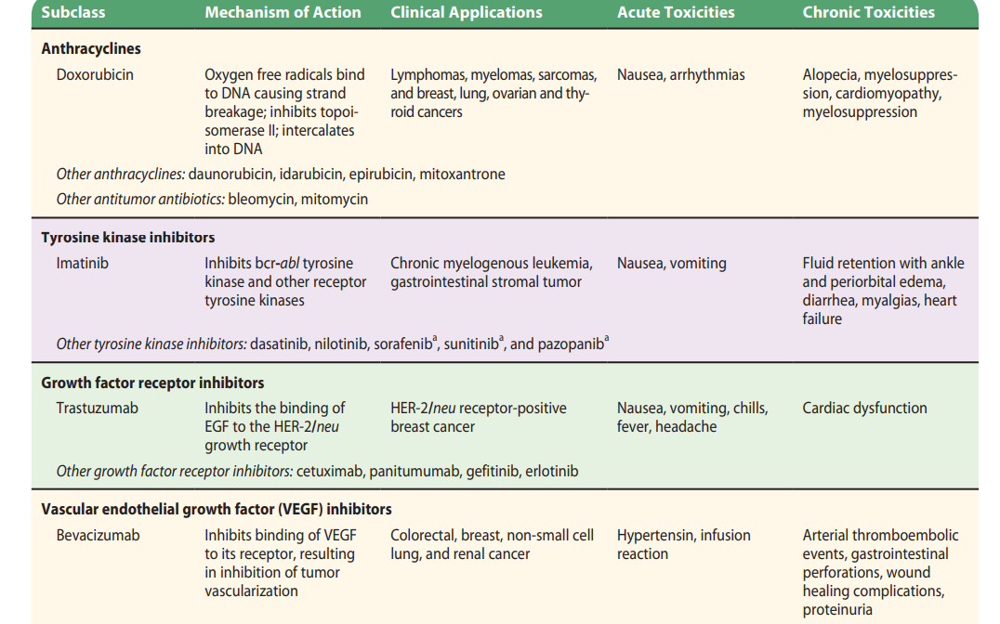 Subclass Mechanism of Action Clinical Applications Acute Toxicities Chronic Toxicities
Anthracyclines
Doxorubicin
Oxygen free radicals bind
to DNA causing strand
breakage; inhibits topoi-
somerase II; intercalates
into DNA
Lymphomas, myelomas, sarcomas,
and breast, lung, ovarian and thy-
roid cancers
Nausea, arrhythmias
Alopecia, myelosuppres-
sion, cardiomyopathy,
myelosuppression
Other anthracyclines: daunorubicin, idarubicin, epirubicin, mitoxantrone
Other antitumor antibiotics: bleomycin, mitomycin
Tyrosine kinase inhibitors
Imatinib
Inhibits bcr-abl tyrosine
kinase and other receptor
tyrosine kinases
Chronic myelogenous leukemia,
gastrointestinal stromal tumor
Nausea, vomiting
Fluid retention with ankle
and periorbital edema,
diarrhea, myalgias, heart
failure
Other tyrosine kinase inhibitors: dasatinib, nilotinib, sorafenibᵃ, sunitinibᵃ, and pazopanibᵃ
Growth factor receptor inhibitors
Trastuzumab
Inhibits the binding of
EGF to the HER-2/neu
growth receptor
HER-2/neu receptor-positive
breast cancer
Nausea, vomiting, chills,
fever, headache
Cardiac dysfunction
Other growth factor receptor inhibitors: cetuximab, panitumumab, gefitinib, erlotinib
Vascular endothelial growth factor (VEGF) inhibitors
Bevacizumab
Inhibits binding of VEGF
to its receptor, resulting
in inhibition of tumor
vascularization
Colorectal, breast, non-small cell
lung, and renal cancer
Hypertension, infusion
reaction
Arterial thromboembolic
events, gastrointestinal
perforations, wound
healing complications,
proteinuria